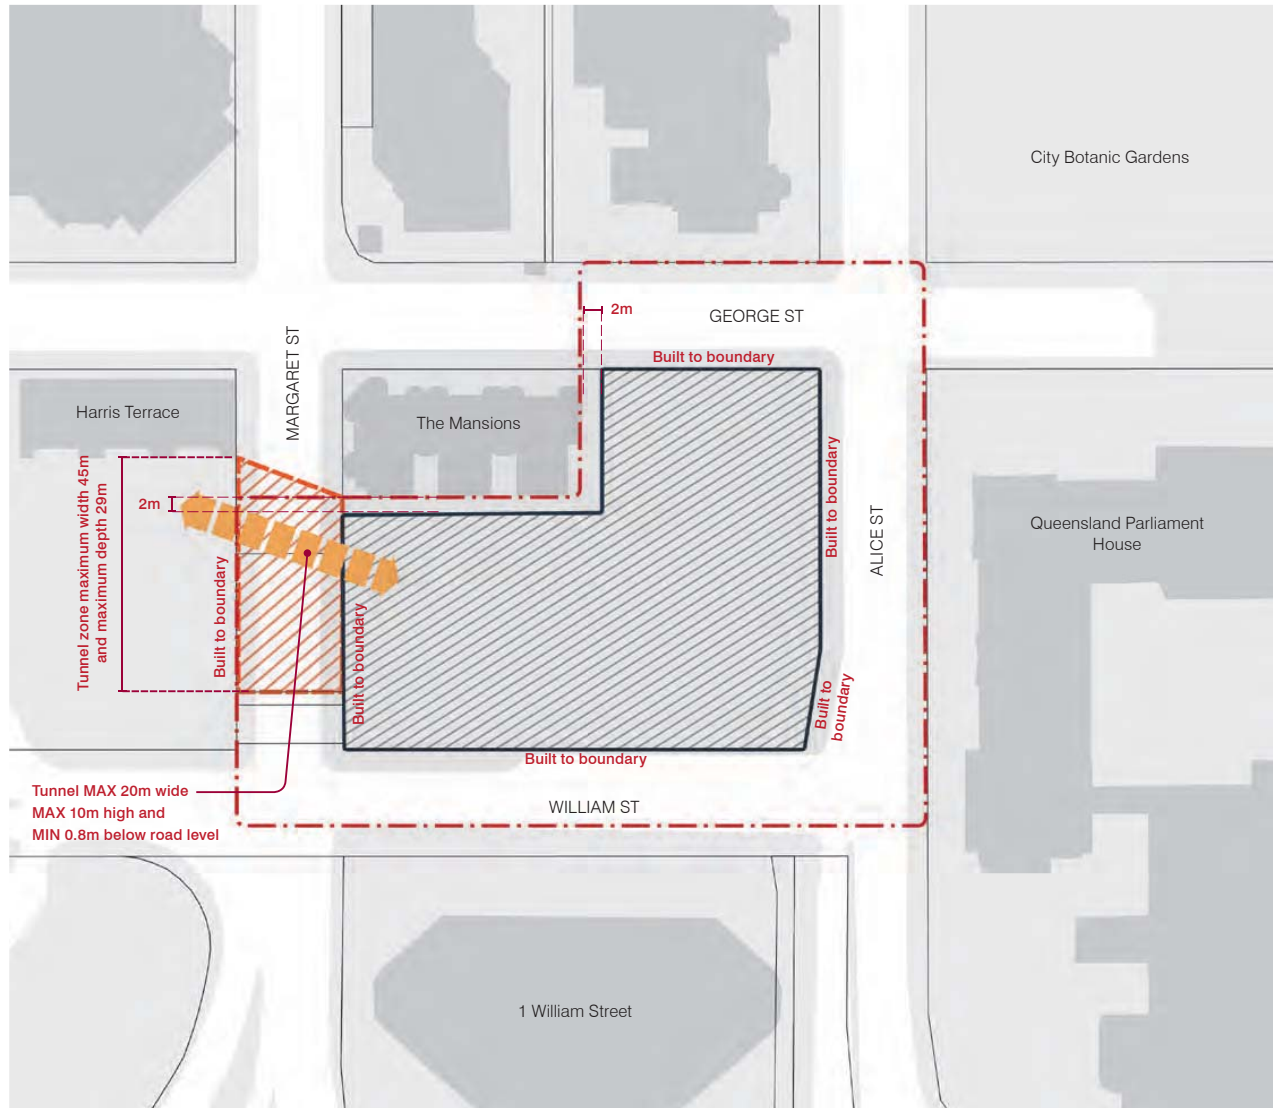 City Botanic Gardens
2m
GEORGE ST
MARGARET ST
Built to boundary
Harris Terrace
The Mansions
Tunnel zone maximum width 45m
and maximum depth 29m
2m
Built to boundary
ALICE ST
Queensland Parliament
House
Built to boundary
Built to boundary
Built to
boundary
Built to boundary
Tunnel MAX 20m wide
MAX 10m high and
MIN 0.8m below road level
WILLIAM ST
1 William Street